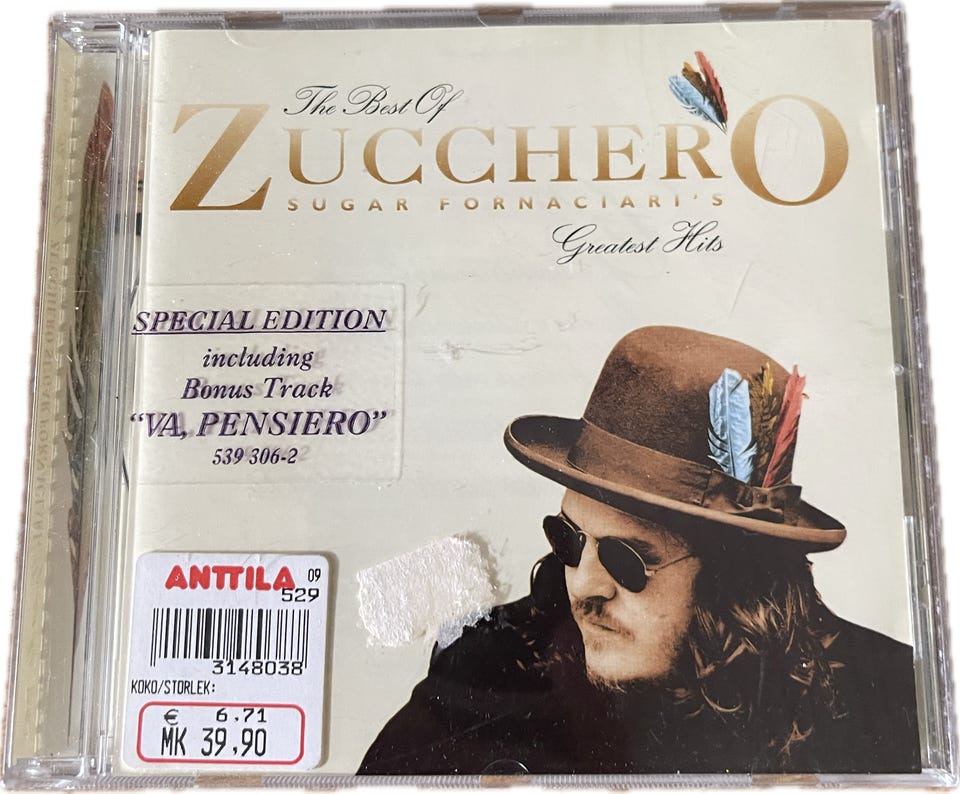 The Best Of
ZUCCHERO
SUGAR FORNACIARI'S
Greatest Hits
SPECIAL EDITION
including
Bonus Track
“VA, PENSIERO”
539 306-2
ANTTILA 09
529
3148038
KOKO/STORLEK:
€ 6.71
MK 39,90